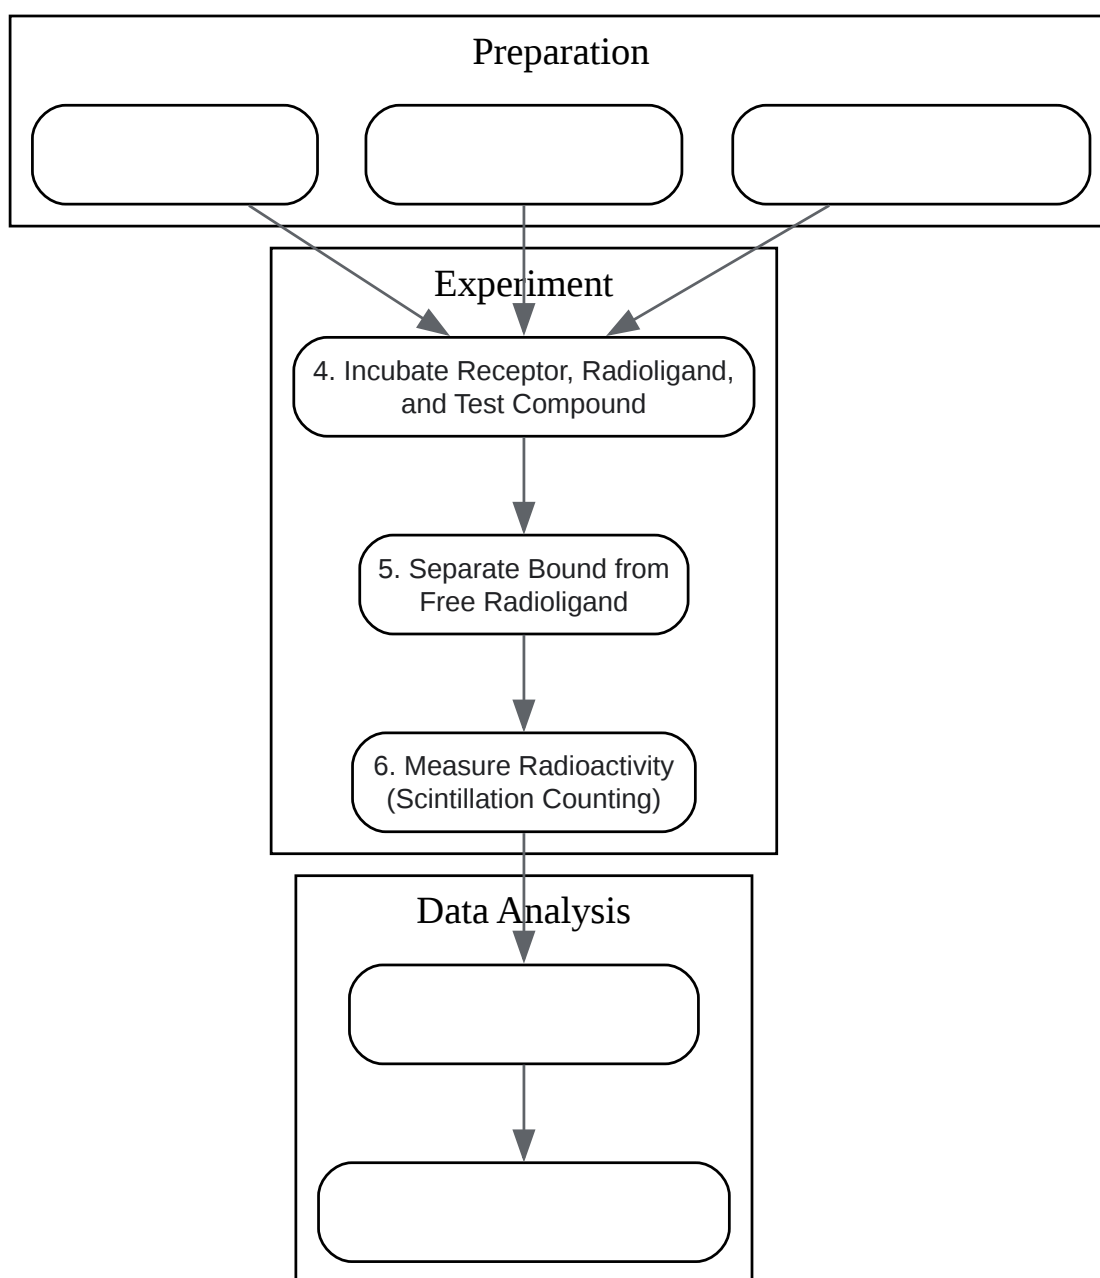 Preparation
Experiment
4. Incubate Receptor, Radioligand,
and Test Compound
5. Separate Bound from
Free Radioligand
6. Measure Radioactivity
(Scintillation Counting)
Data Analysis